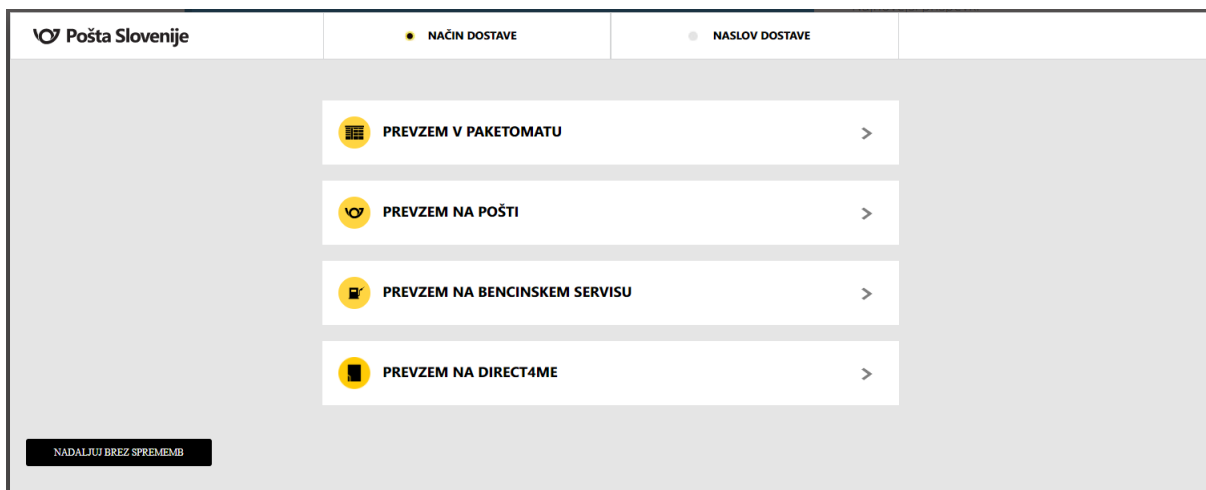 Pošta Slovenije
NAČIN DOSTAVE
NASLOV DOSTAVE
PREVZEM V PAKETOMATU
PREVZEM NA POŠTI
PREVZEM NA BENCINSKEM SERVISU
PREVZEM NA DIRECT4ME
NADALJUJ BREZ SPREMEMB